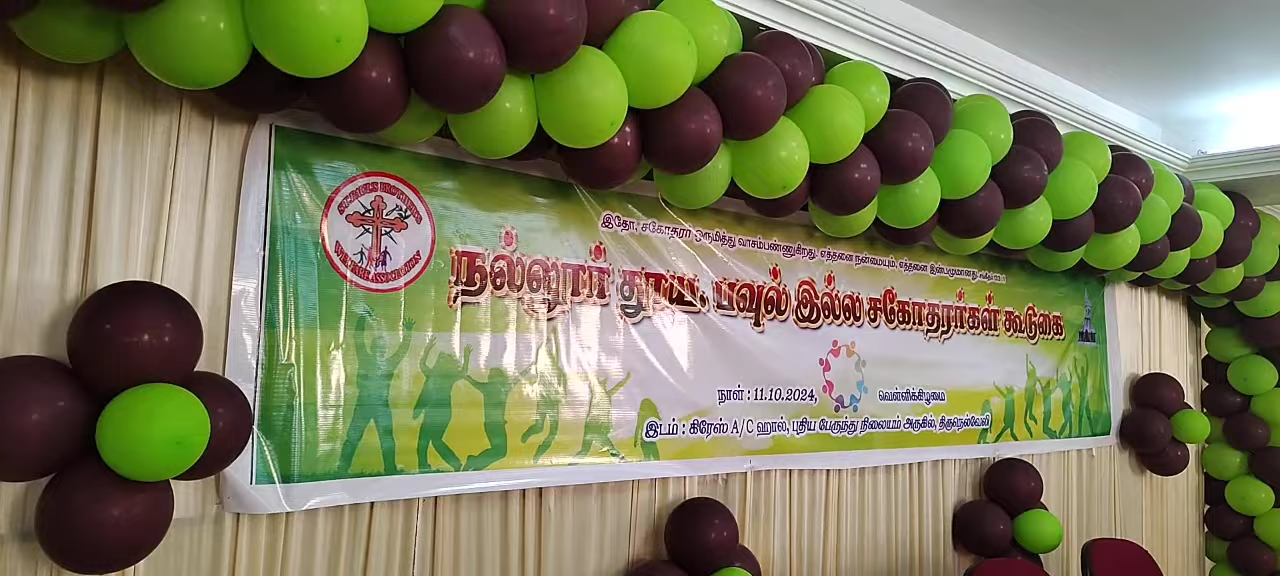 இதோ, சகோதரர் ஒருமித்து வாசம்பண்ணுகிறது, எத்தனை நன்மையும், எத்தனை இன்பமுமானது
நல்லூர் தூய. பவுல் இல்ல சகோதரர்கள் கூடுகை
நாள் : 11.10.2024, வெள்ளிக்கிழமை
இடம் : கிரேஸ் A/C ஹால், புதிய பேருந்து நிலையம் அருகில், திருநெல்வேலி